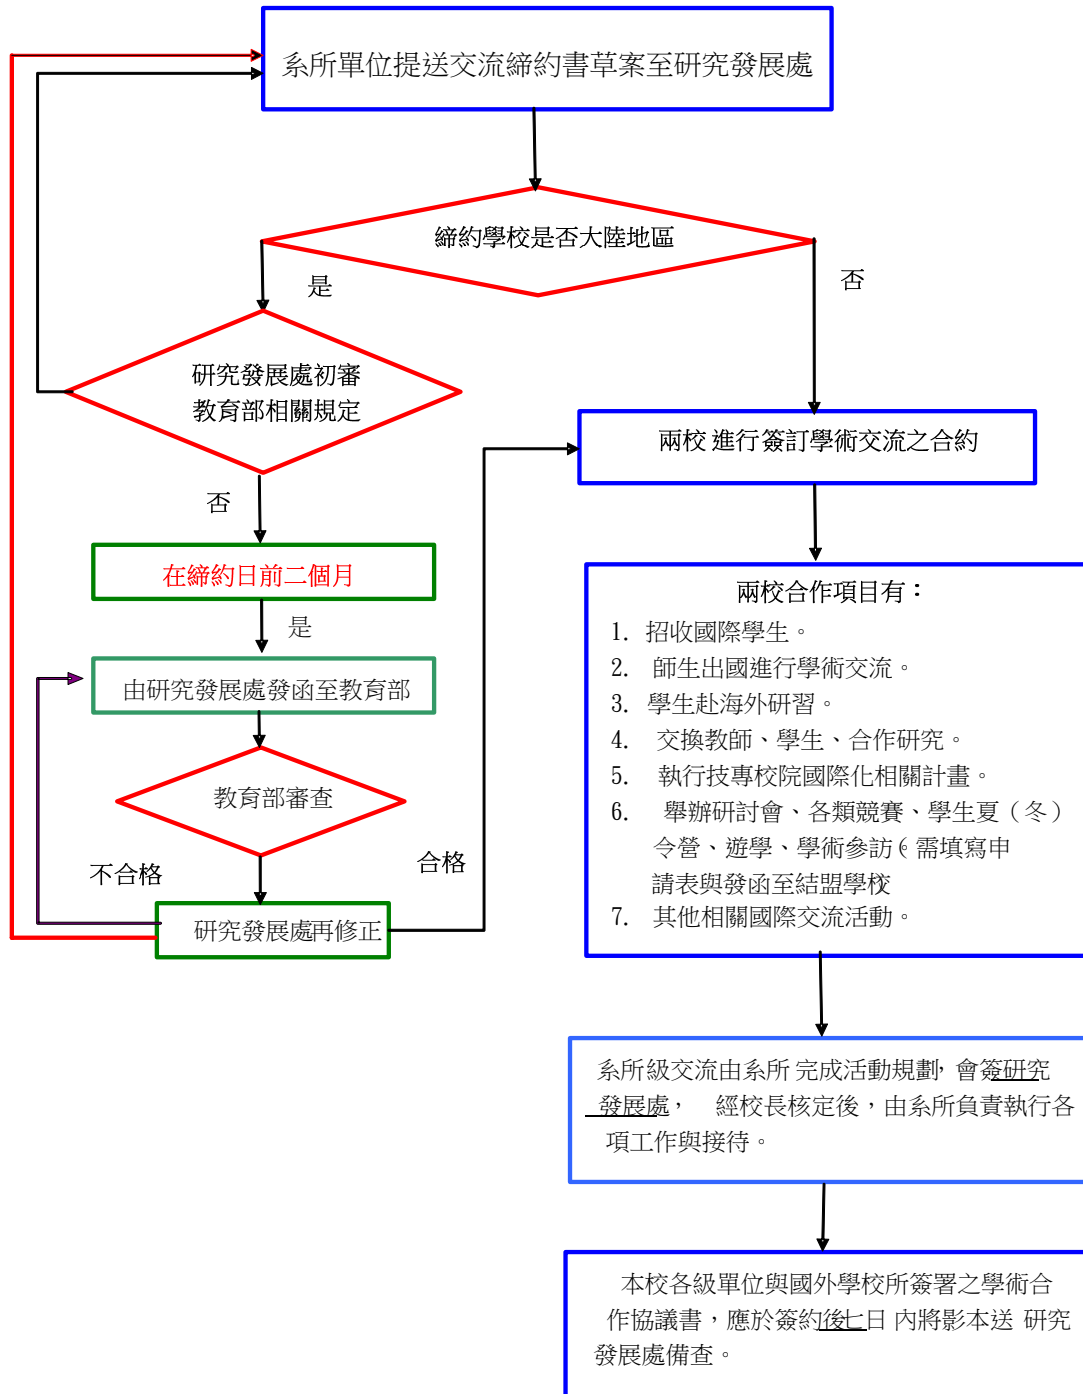 系所單位提送交流締約書草案至研究發展處
締約學校是否大陸地區
是
否
研究發展處初審
教育部相關規定
兩校 進行簽訂學術交流之合約
否
在締約日前二個月
是
由研究發展處發函至教育部
教育部審查
不合格
合格
研究發展處再修正
兩校合作項目有：
1. 招收國際學生。
2. 師生出國進行學術交流。
3. 學生赴海外研習。
4. 交換教師、學生、合作研究。
5. 執行技專校院國際化相關計畫。
6. 舉辦研討會、各類競賽、學生夏（冬）
令營、遊學、學術參訪（需填寫申
請表與發函至結盟學校）
7. 其他相關國際交流活動。
系所級交流由系所 完成活動規劃，會簽研究
發展處， 經校長核定後，由系所負責執行各
項工作與接待。
本校各級單位與國外學校所簽署之學術合
作協議書，應於簽約後七日 內將影本送 研究
發展處備查。